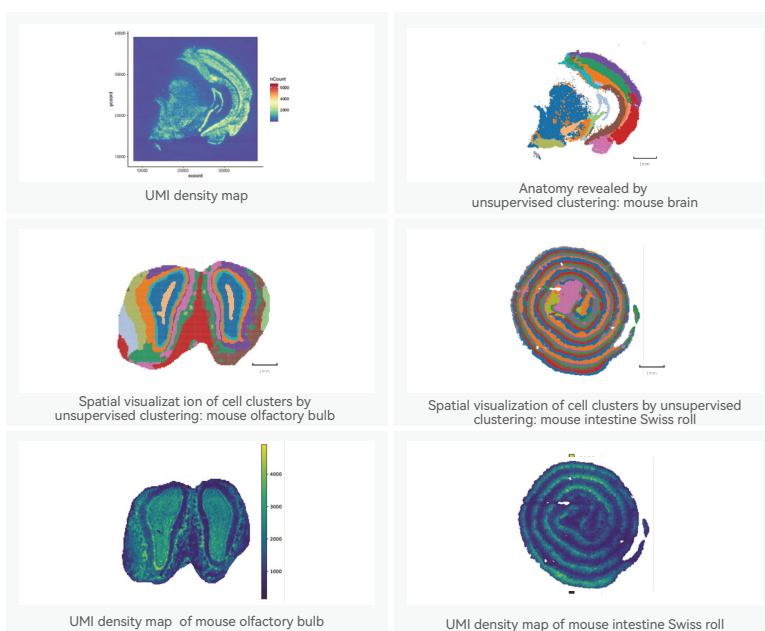 40000
30000
20000
10000
ycoord
10000
20000
30000
xcoord
nCount
6000
4000
2000
UMI density map
1mm
Anatomy revealed by
unsupervised clustering: mouse brain
1mm
Spatial visualizat ion of cell clusters by
unsupervised clustering: mouse olfactory bulb
1mm
Spatial visualization of cell clusters by unsupervised
clustering: mouse intestine Swiss roll
4000
3000
2000
1000
UMI density map  of mouse olfactory bulb
UMI density map of mouse intestine Swiss roll